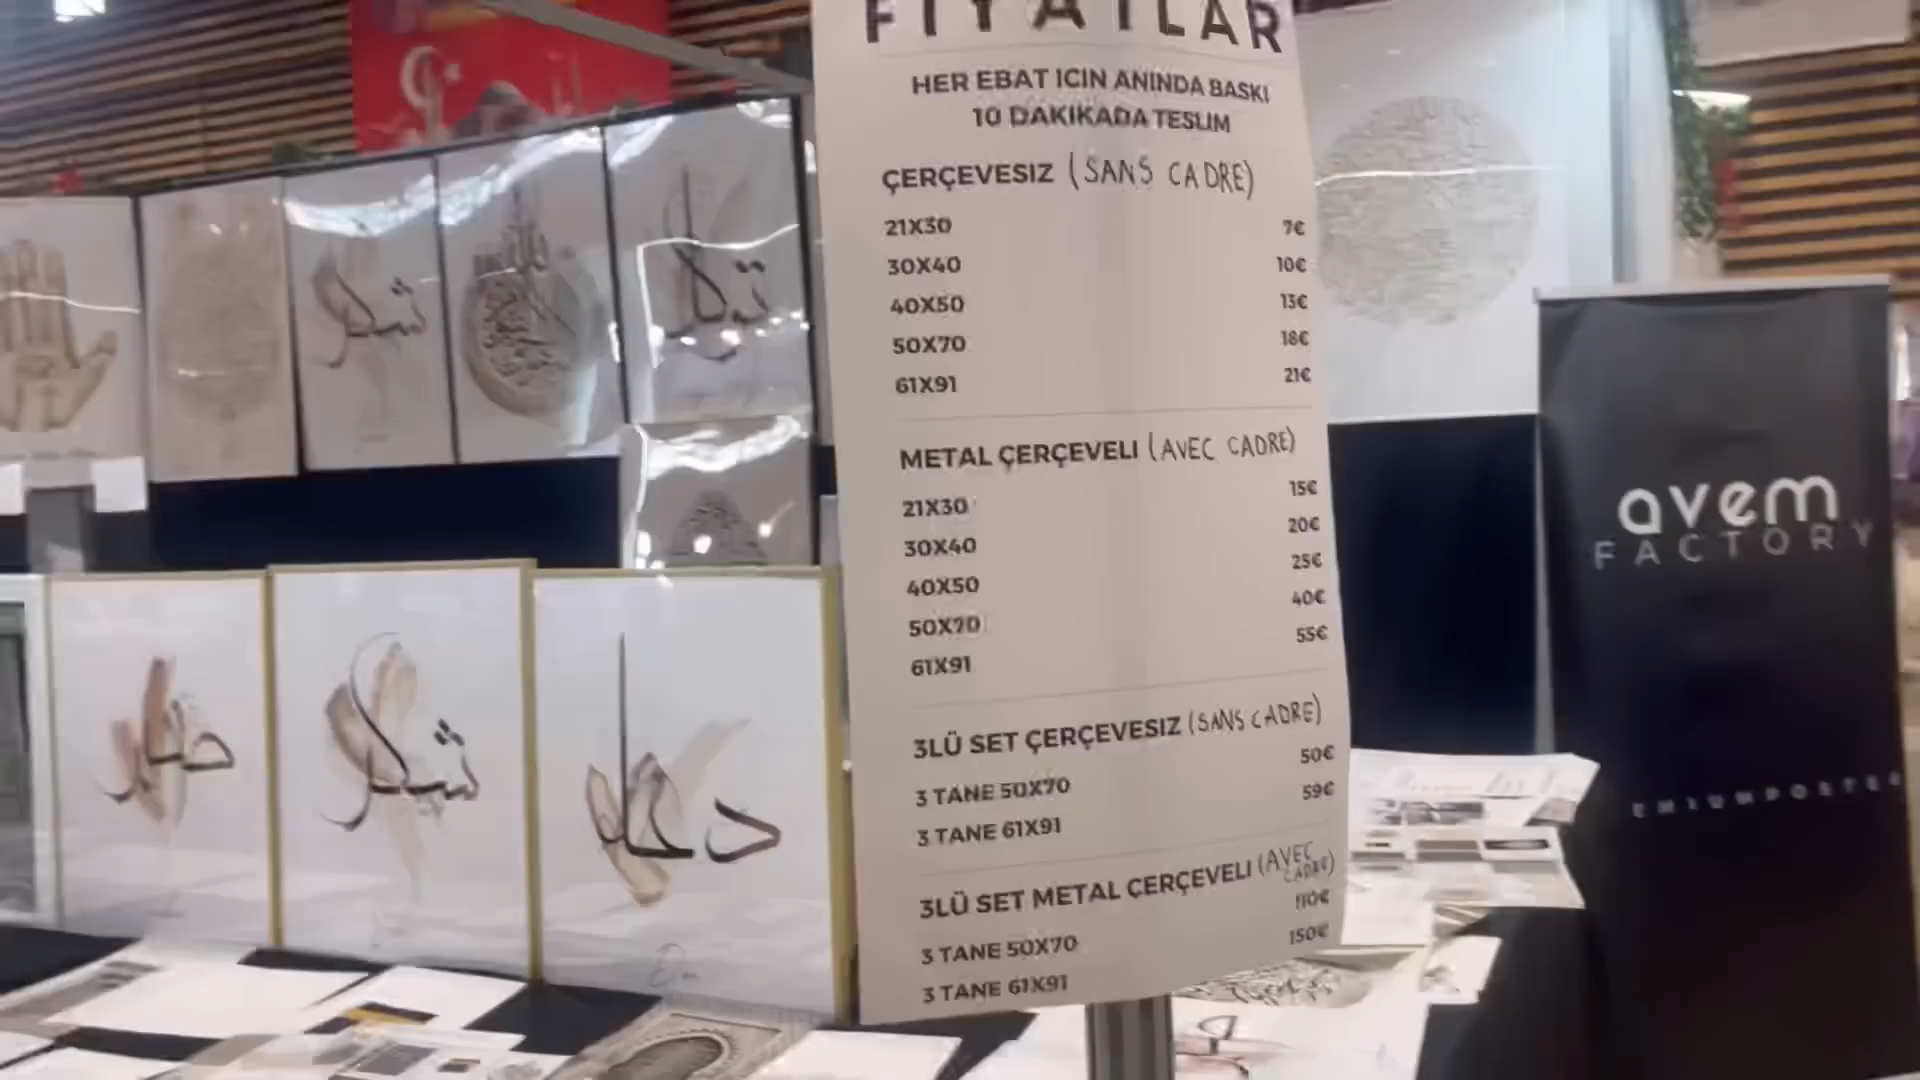 FIYATLAR
HER EBAT ICIN ANINDA BASKI
10 DAKIKADA TESLIM
ÇERÇEVESIZ (SANS CADRE)
21X30 7€
30X40 10€
40X50 13€
50X70 18€
61X91 21€
METAL ÇERÇEVELI (AVEC CADRE)
21X30 15€
30X40 20€
40X50 25€
50X70 40€
61X91 55€
3LÜ SET ÇERÇEVESIZ (SANS CADRE)
3 TANE 50X70 50€
3 TANE 61X91 59€
3LÜ SET METAL ÇERÇEVELI (AVEC CADRE)
3 TANE 50X70 110€
3 TANE 61X91 150€
avem
FACTORY